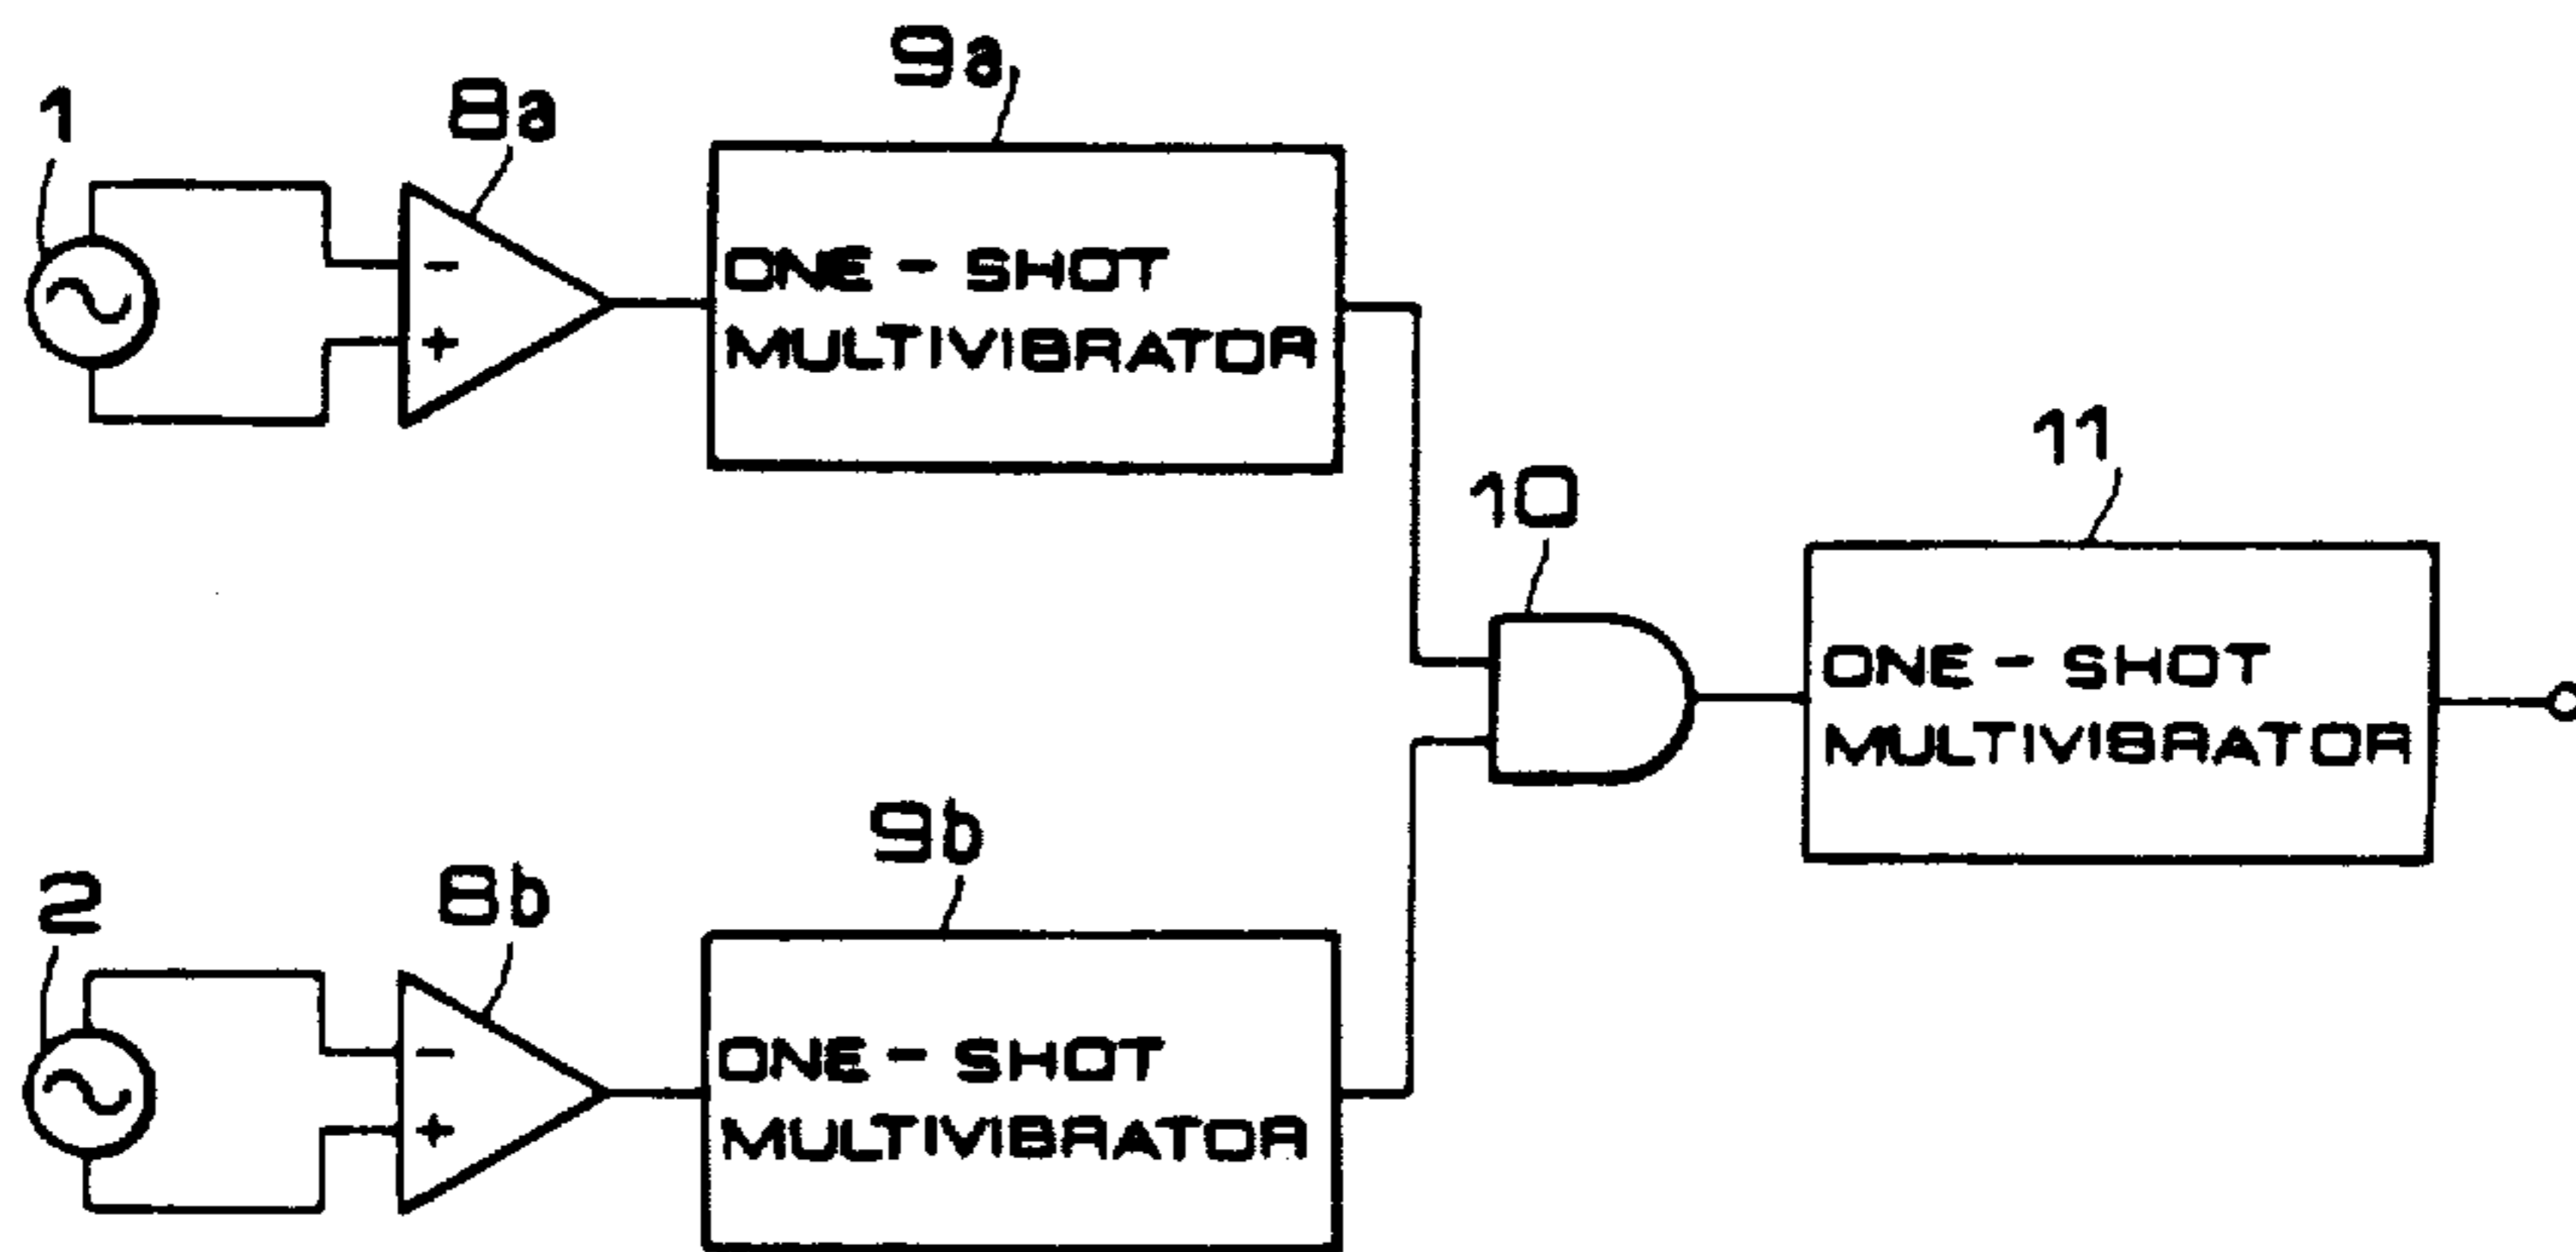 1
8a
9a
-
+
ONE - SHOT
MULTIVIBRATOR
10
11
ONE - SHOT
MULTIVIBRATOR
2
8b
9b
-
+
ONE - SHOT
MULTIVIBRATOR